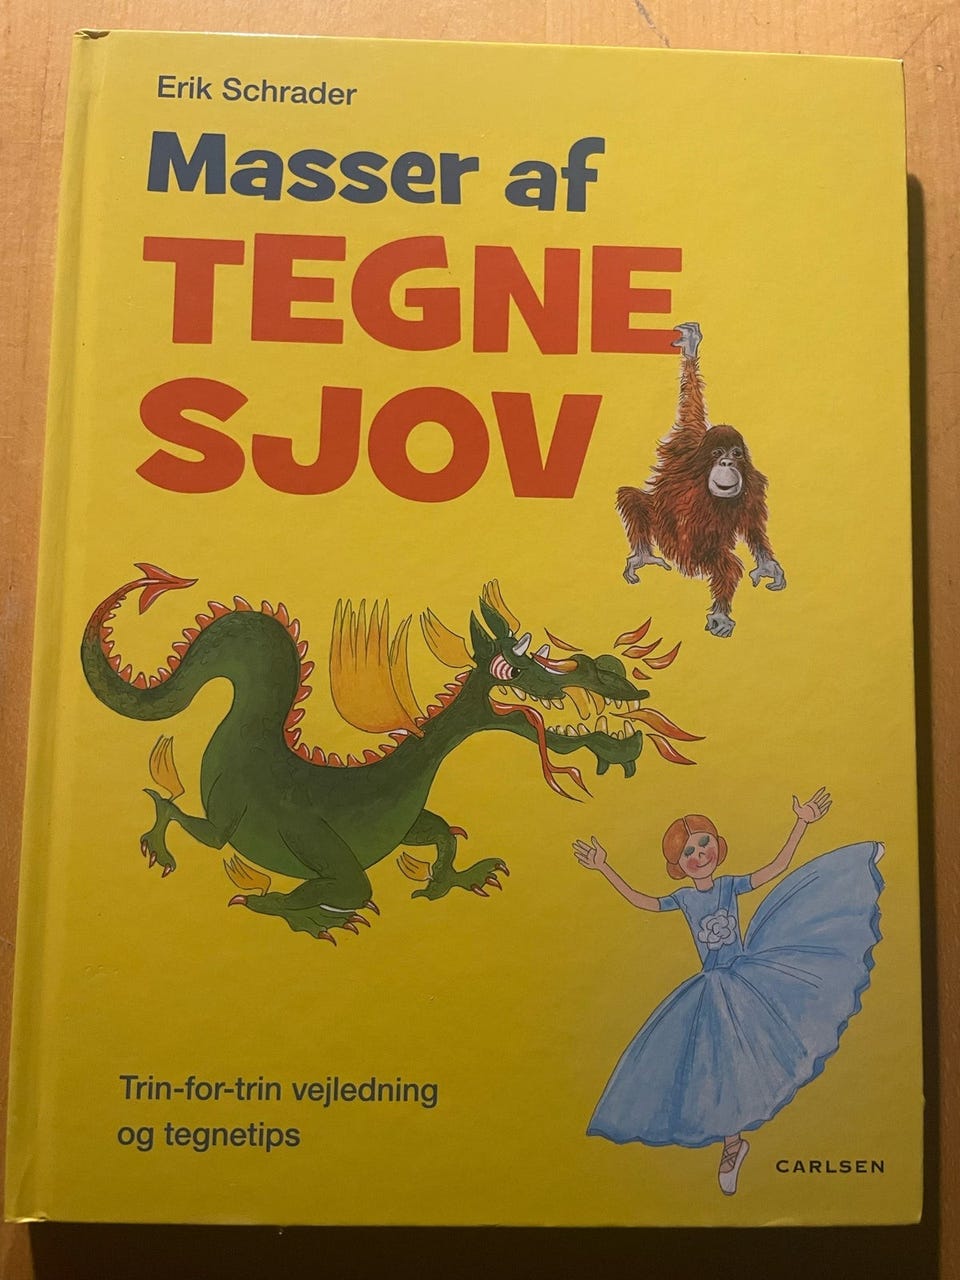 Erik Schrader
Masser af
TEGNE
SJOV
Trin-for-trin vejledning
og tegnetips
CARLSEN